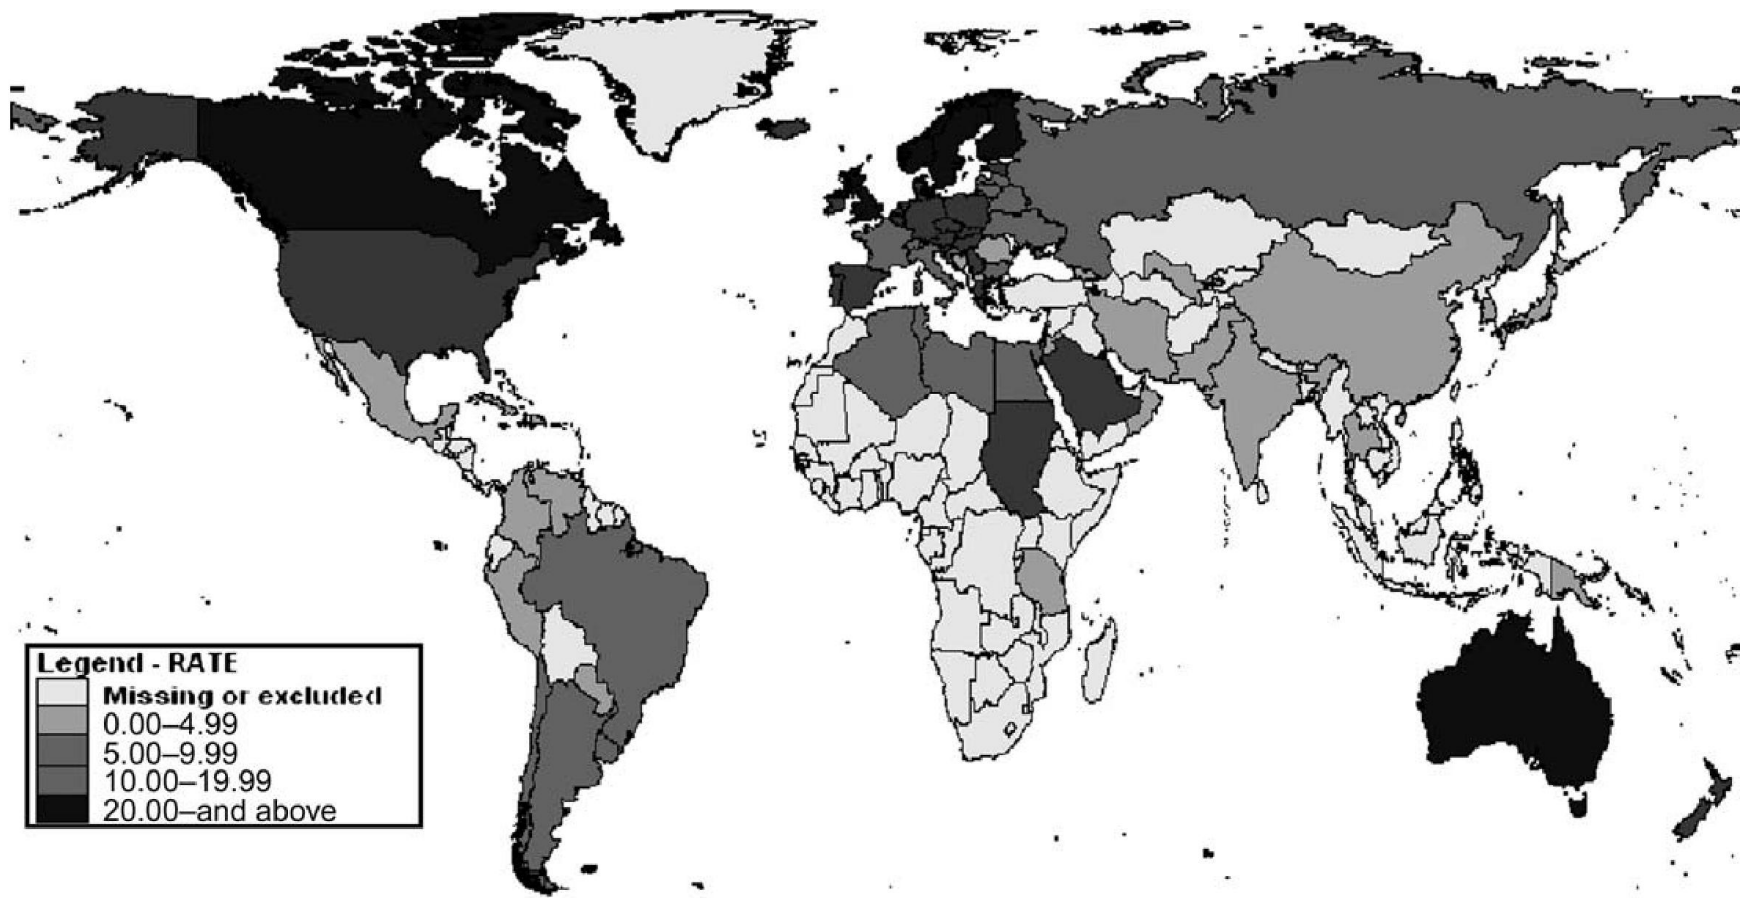 Legend - RATE
Missing or excluded
0.00–4.99
5.00–9.99
10.00–19.99
20.00–and above